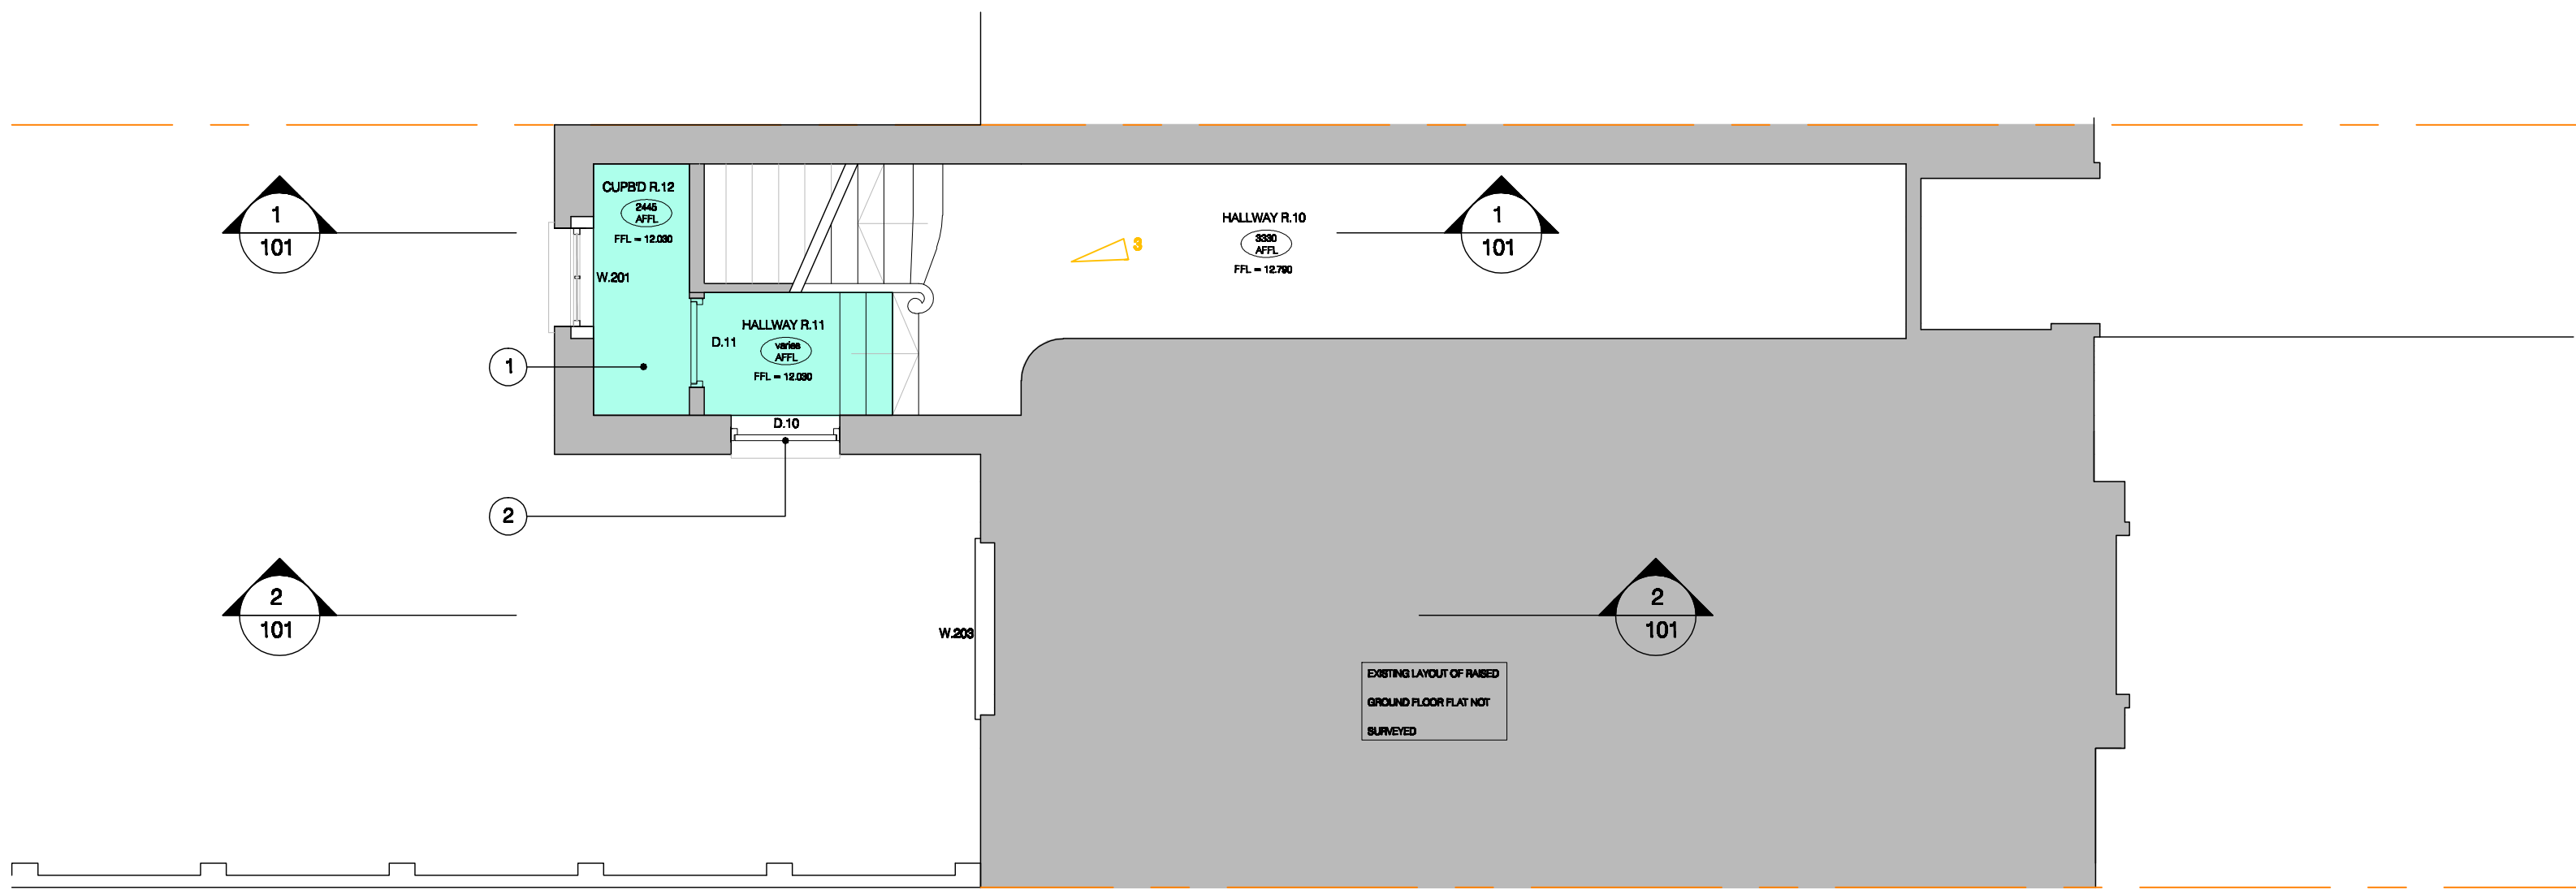 CUPB'D R.12
2445
AFFL
FFL = 12.030
W.201
1
101
HALLWAY R.10
3330
AFFL
FFL = 12.790
3
1
101
HALLWAY R.11
D.11
varies
AFFL
FFL = 12.030
1
D.10
2
2
101
W.203
2
101
EXISTING LAYOUT OF RAISED
GROUND FLOOR FLAT NOT
SURVEYED